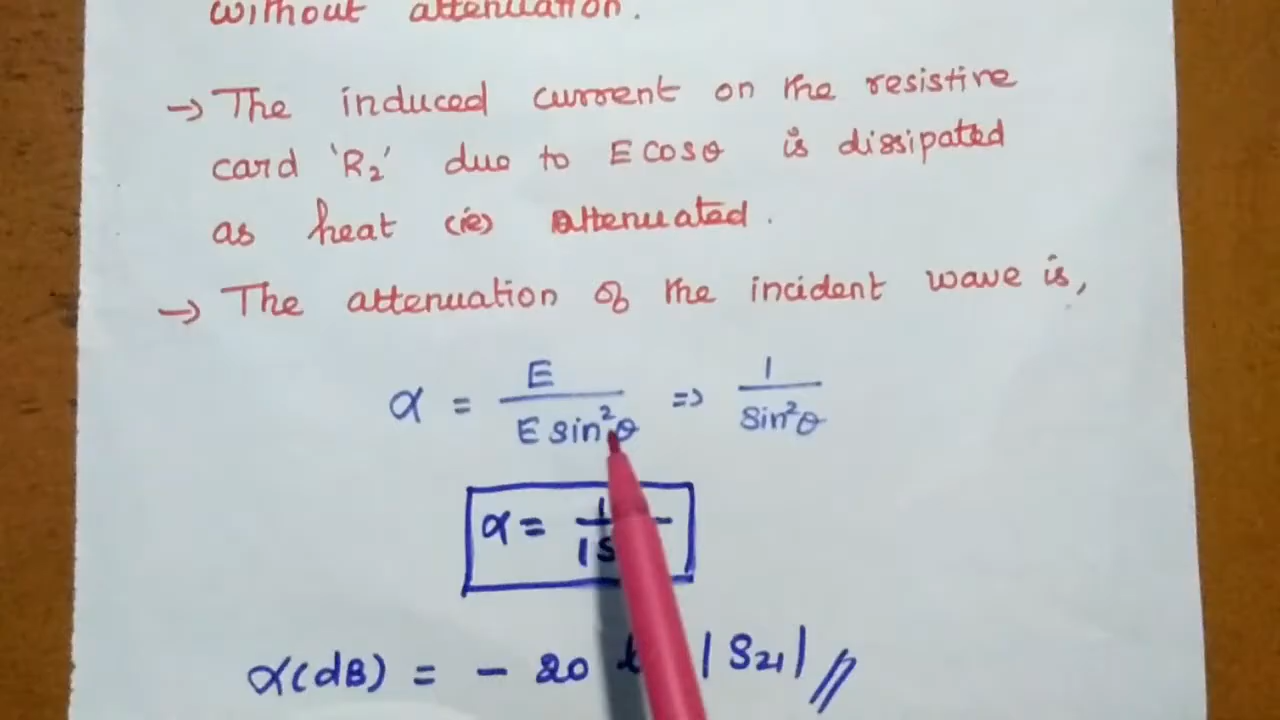 without attenuation.
→ The induced current on the resistive
card 'R₂' due to E cosθ is dissipated
as heat (ie) attenuated.
→ The attenuation of the incident wave is,
α = E / E sin²θ ⇒ 1 / sin²θ
α = 1 / |S
α(dB) = - 20 |S₂₁| //